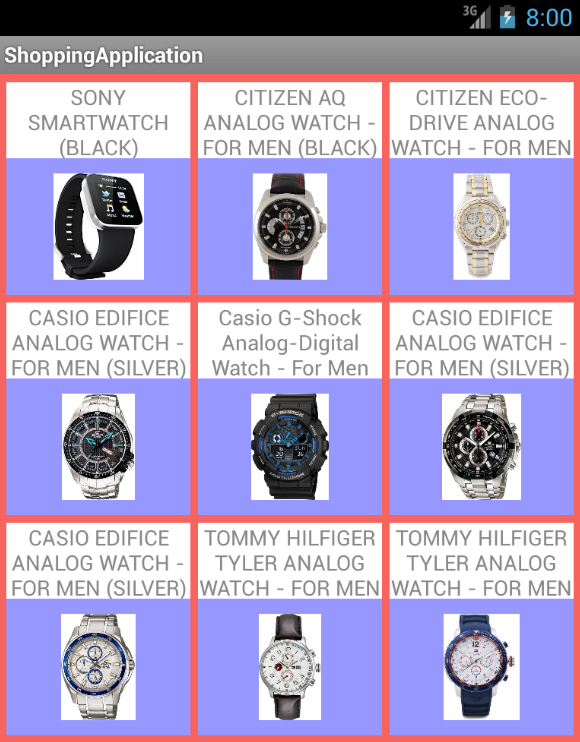 3G 8:00
ShoppingApplication
SONY
SMARTWATCH
(BLACK)
CITIZEN AQ
ANALOG WATCH -
FOR MEN (BLACK)
CITIZEN ECO-
DRIVE ANALOG
WATCH - FOR MEN
SONY
CASIO EDIFICE
ANALOG WATCH -
FOR MEN (SILVER)
Casio G-Shock
Analog-Digital
Watch - For Men
CASIO EDIFICE
ANALOG WATCH -
FOR MEN (SILVER)
G-SHOCK
CASIO EDIFICE
ANALOG WATCH -
FOR MEN (SILVER)
TOMMY HILFIGER
TYLER ANALOG
WATCH - FOR MEN
TOMMY HILFIGER
TYLER ANALOG
WATCH - FOR MEN